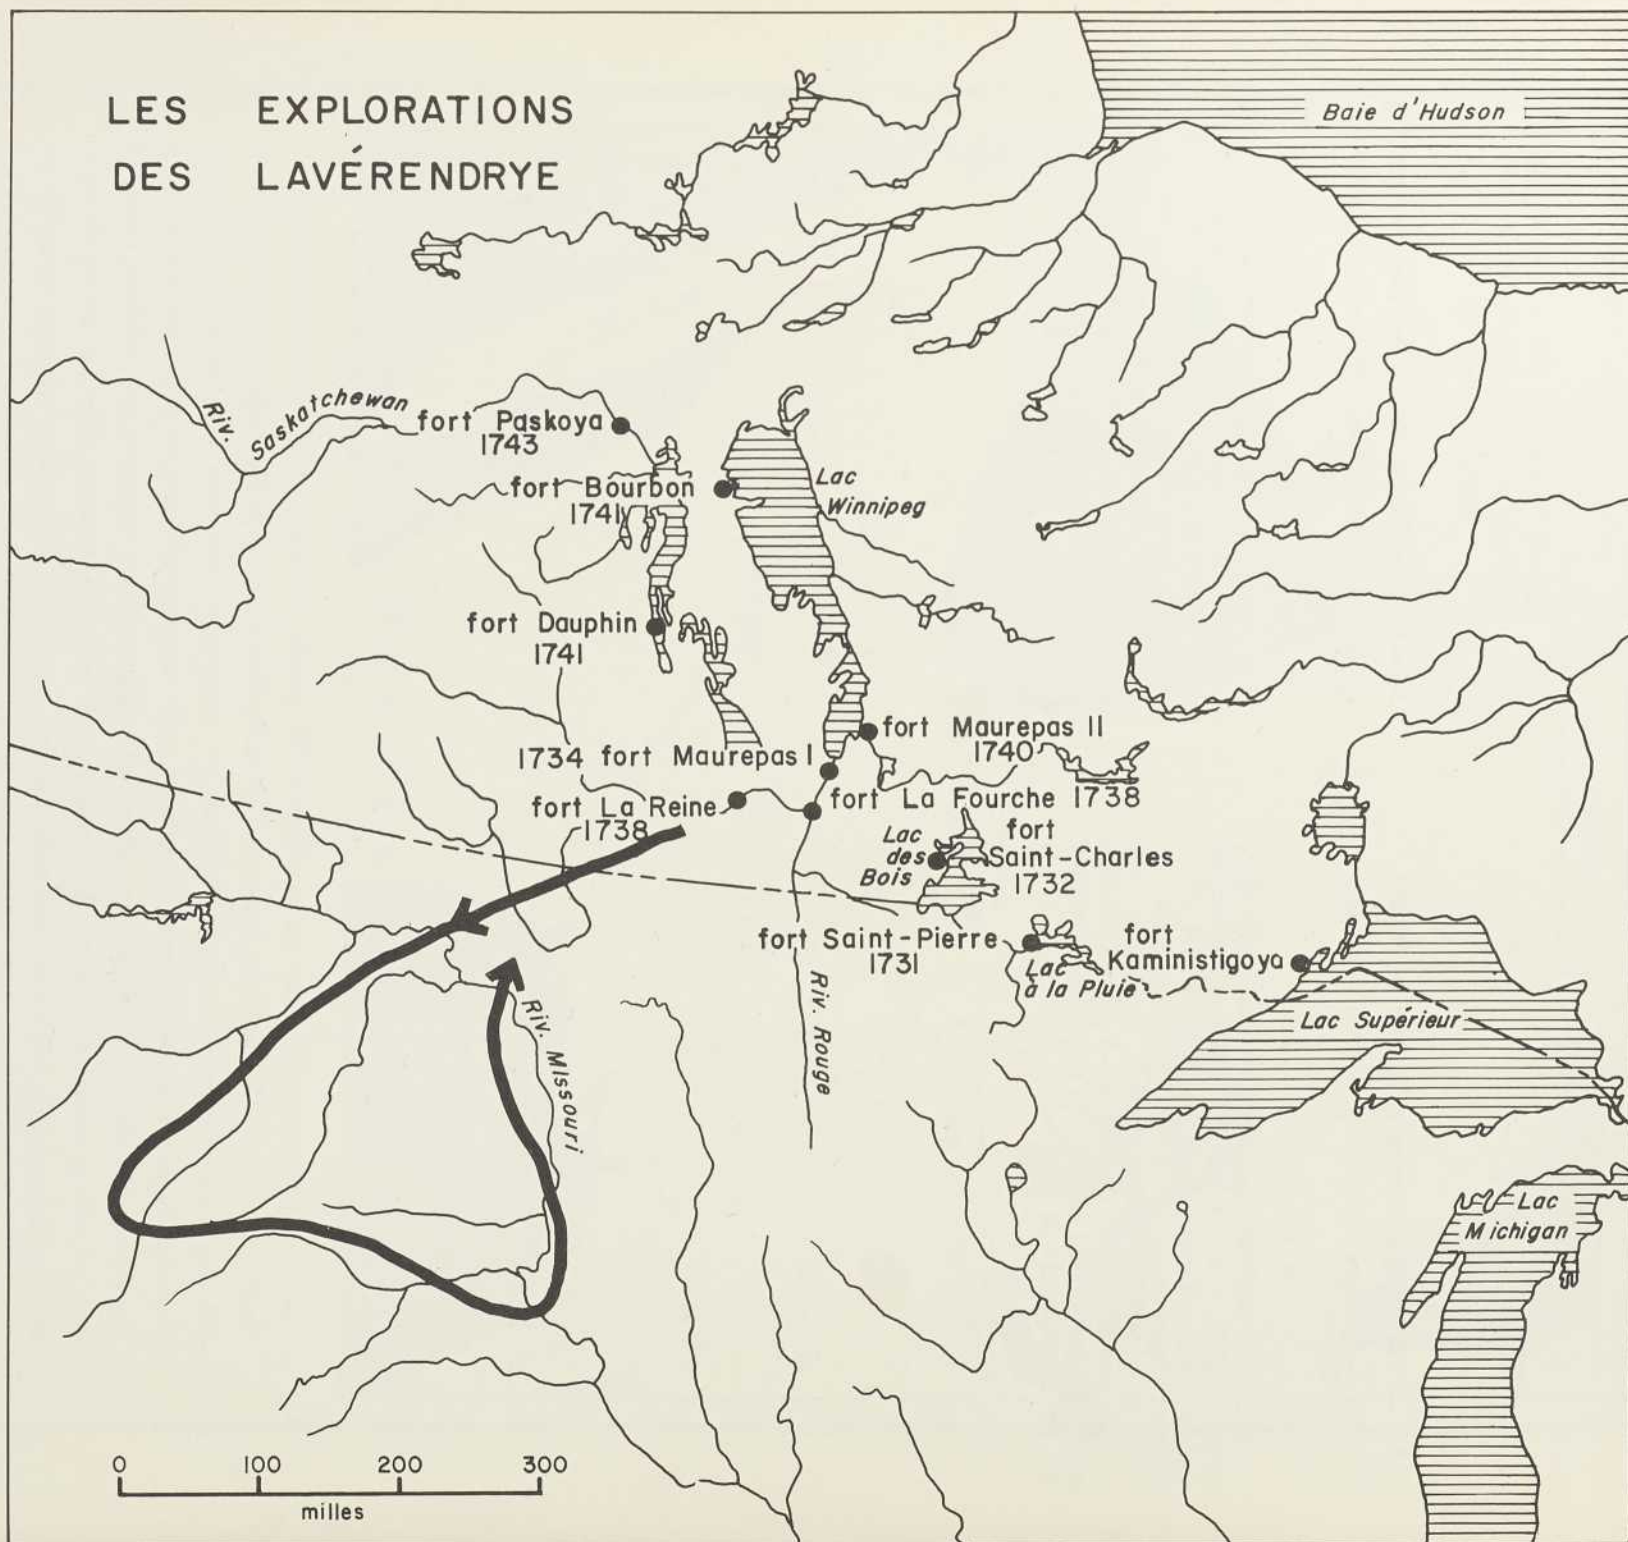 LES EXPLORATIONS
DES LAVÉRENDRYE
Baie d'Hudson
Riv.
Saskatchewan
fort Paskoya
1743
fort Bourbon
1741
Lac
Winnipeg
fort Dauphin
1741
fort Maurepas II
1740
1734 fort Maurepas I
fort La Reine
1738
fort La Fourche 1738
Lac
des
Bois
fort
Saint-Charles
1732
fort Saint-Pierre
1731
Lac
à la Pluie
fort
Kaministigoya
Riv. Missouri
Riv. Rouge
Lac Supérieur
Lac
Michigan
0 100 200 300
milles